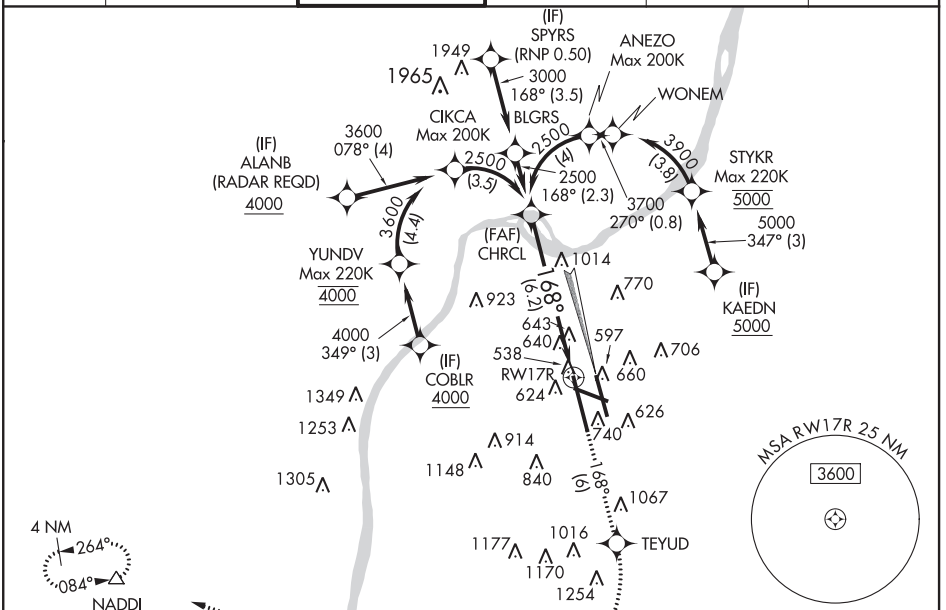 (IF)
SPYRS
(RNP 0.50)
1949
1965
3000
168° (3.5)
ANEZO
Max 200K
WONEM
CIKCA
Max 200K
BLGRS
2500
(4)
3900
(3.8)
(IF)
ALANB
(RADAR REQD)
4000
3600
078° (4)
2500
(3.5)
2500
168° (2.3)
STYKR
Max 220K
5000
3700
270° (0.8)
5000
347° (3)
3600
(4.4)
(FAF)
CHRCL
YUNDV
Max 220K
4000
1014
168°
(6.2)
770
(IF)
KAEDN
5000
923
4000
349° (3)
643
640
597
538
706
RW17R
660
(IF)
COBLR
4000
624
1349
626
1253
740
914
1148
840
1305
168°
(6)
1067
MSA RW17R 25 NM
3600
4 NM
264°
084°
NADDI
1177
1016
1170
TEYUD
1254